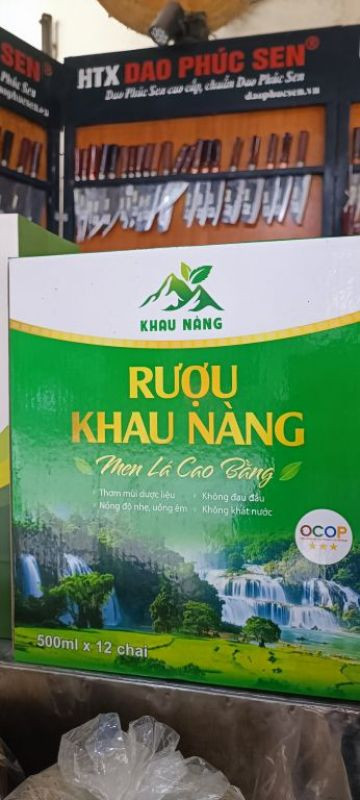 SEN®
HTX DAO PHÚC SEN®
Dao Phúc Sen cao cấp, chuẩn Dao Phúc Sen
daophucsen.vn
KHAU NÀNG
RƯỢU
KHAU NÀNG
Men Lá Cao Bằng
Thơm mùi dược liệu
Không đau đầu
Nồng độ nhẹ, uống êm
Không khát nước
OCOP
500ml x 12 chai